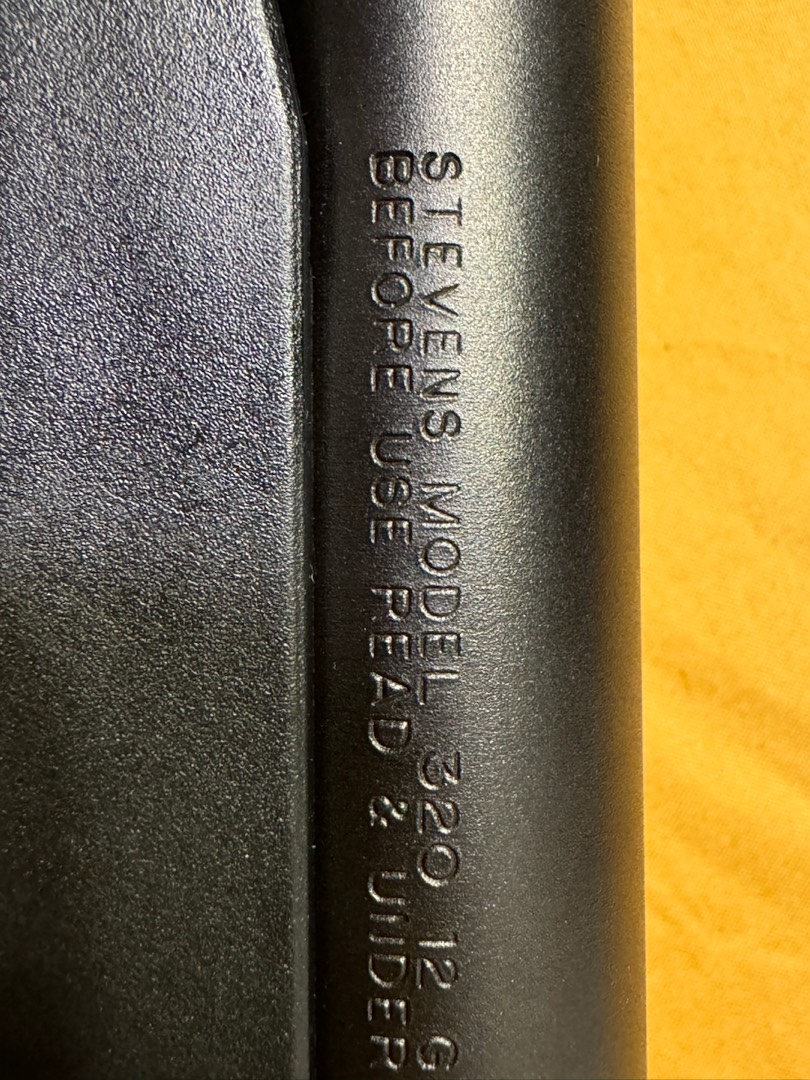 STEVENS MODEL 320 12 G
BEFORE USE READ & UNDER